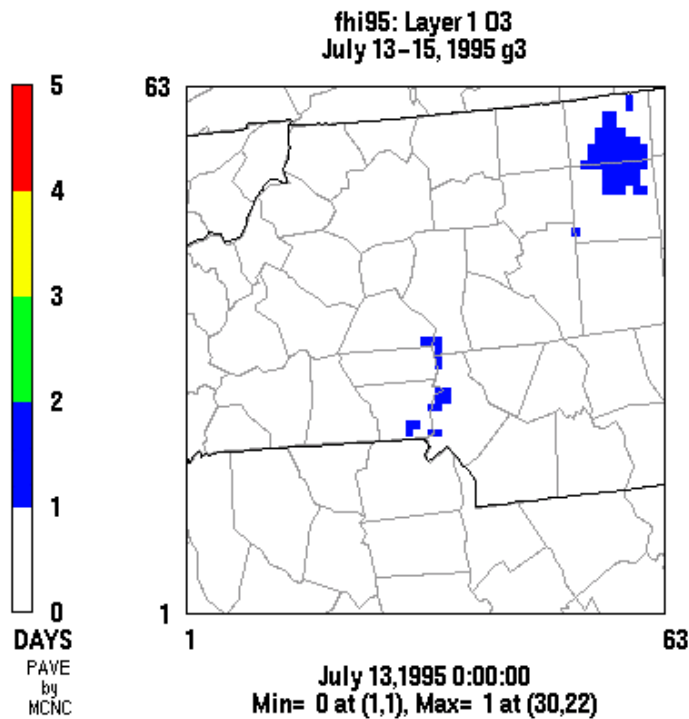 fhi95: Layer 1 O3
July 13-15, 1995 g3
5
4
3
2
1
0
DAYS
PAVE
by
MCNC
63
1
1
63
July 13,1995 0:00:00
Min= 0 at (1,1), Max= 1 at (30,22)